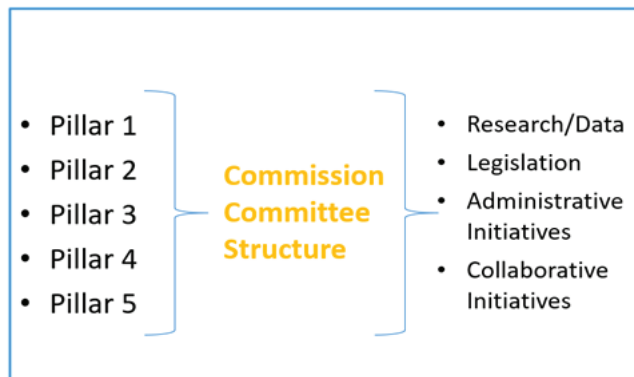 • Pillar 1
• Pillar 2
• Pillar 3
• Pillar 4
• Pillar 5
Commission
Committee
Structure
• Research/Data
• Legislation
• Administrative
Initiatives
• Collaborative
Initiatives